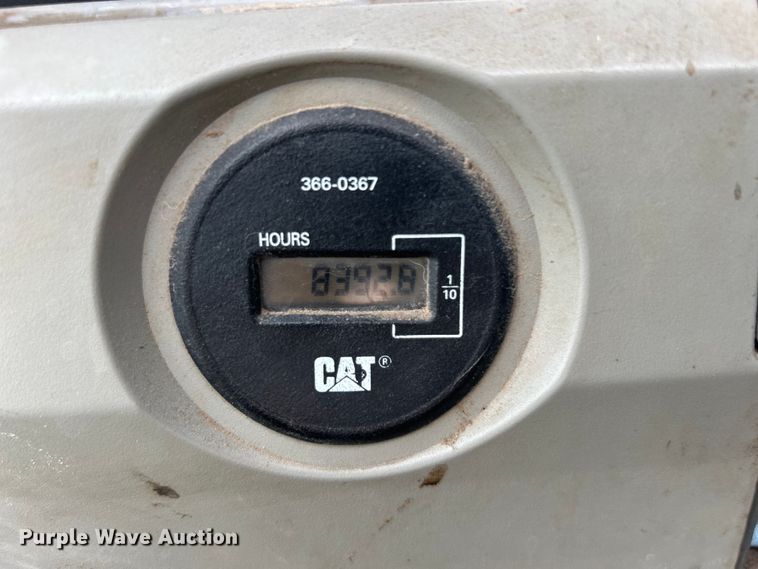 366-0367
HOURS
8392.8
1
10
CAT®
Purple Wave Auction®